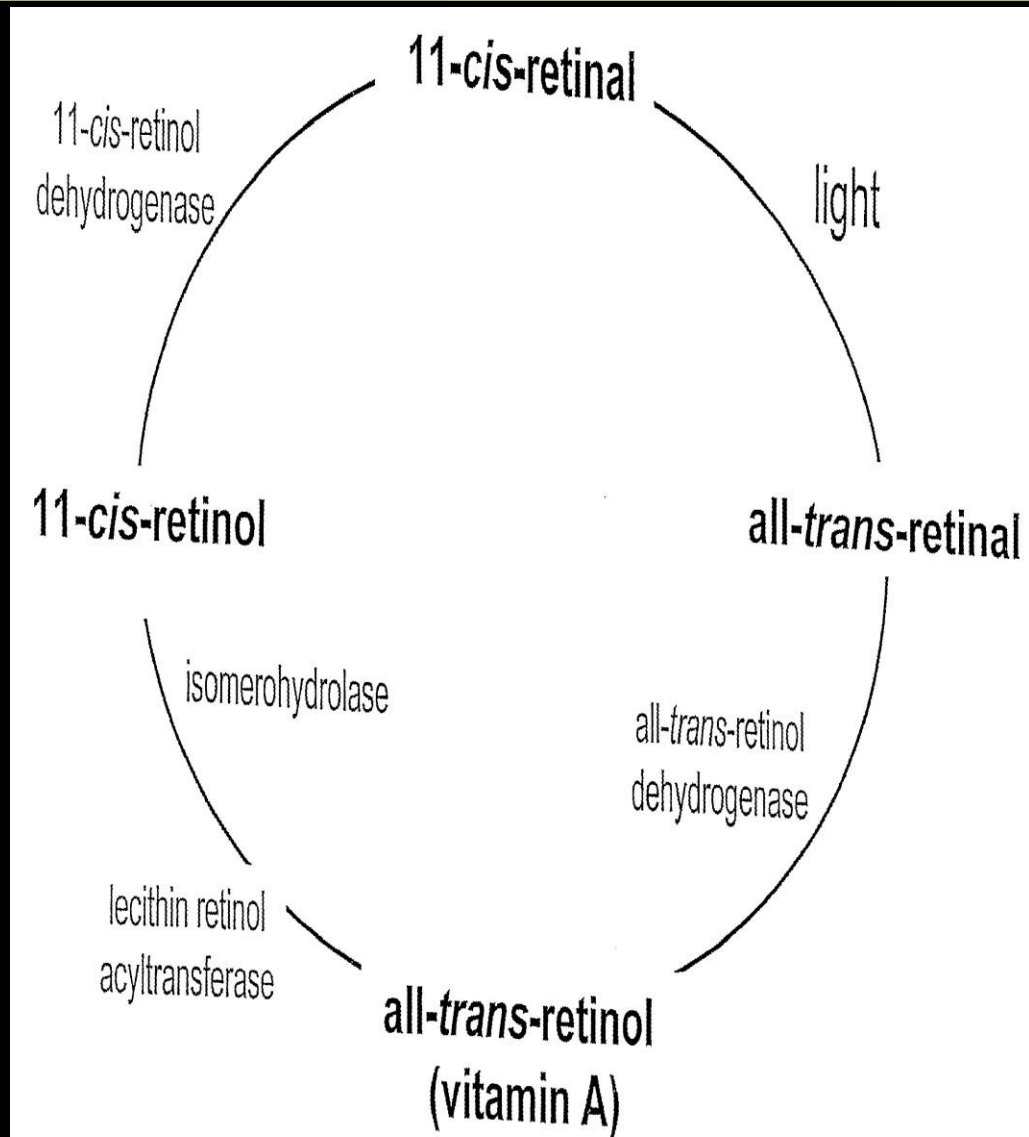 11-cis-retinal
light
all-trans-retinal
all-trans-retinol
dehydrogenase
all-trans-retinol
(vitamin A)
lecithin retinol
acyltransferase
isomerohydrolase
11-cis-retinol
11-cis-retinol
dehydrogenase